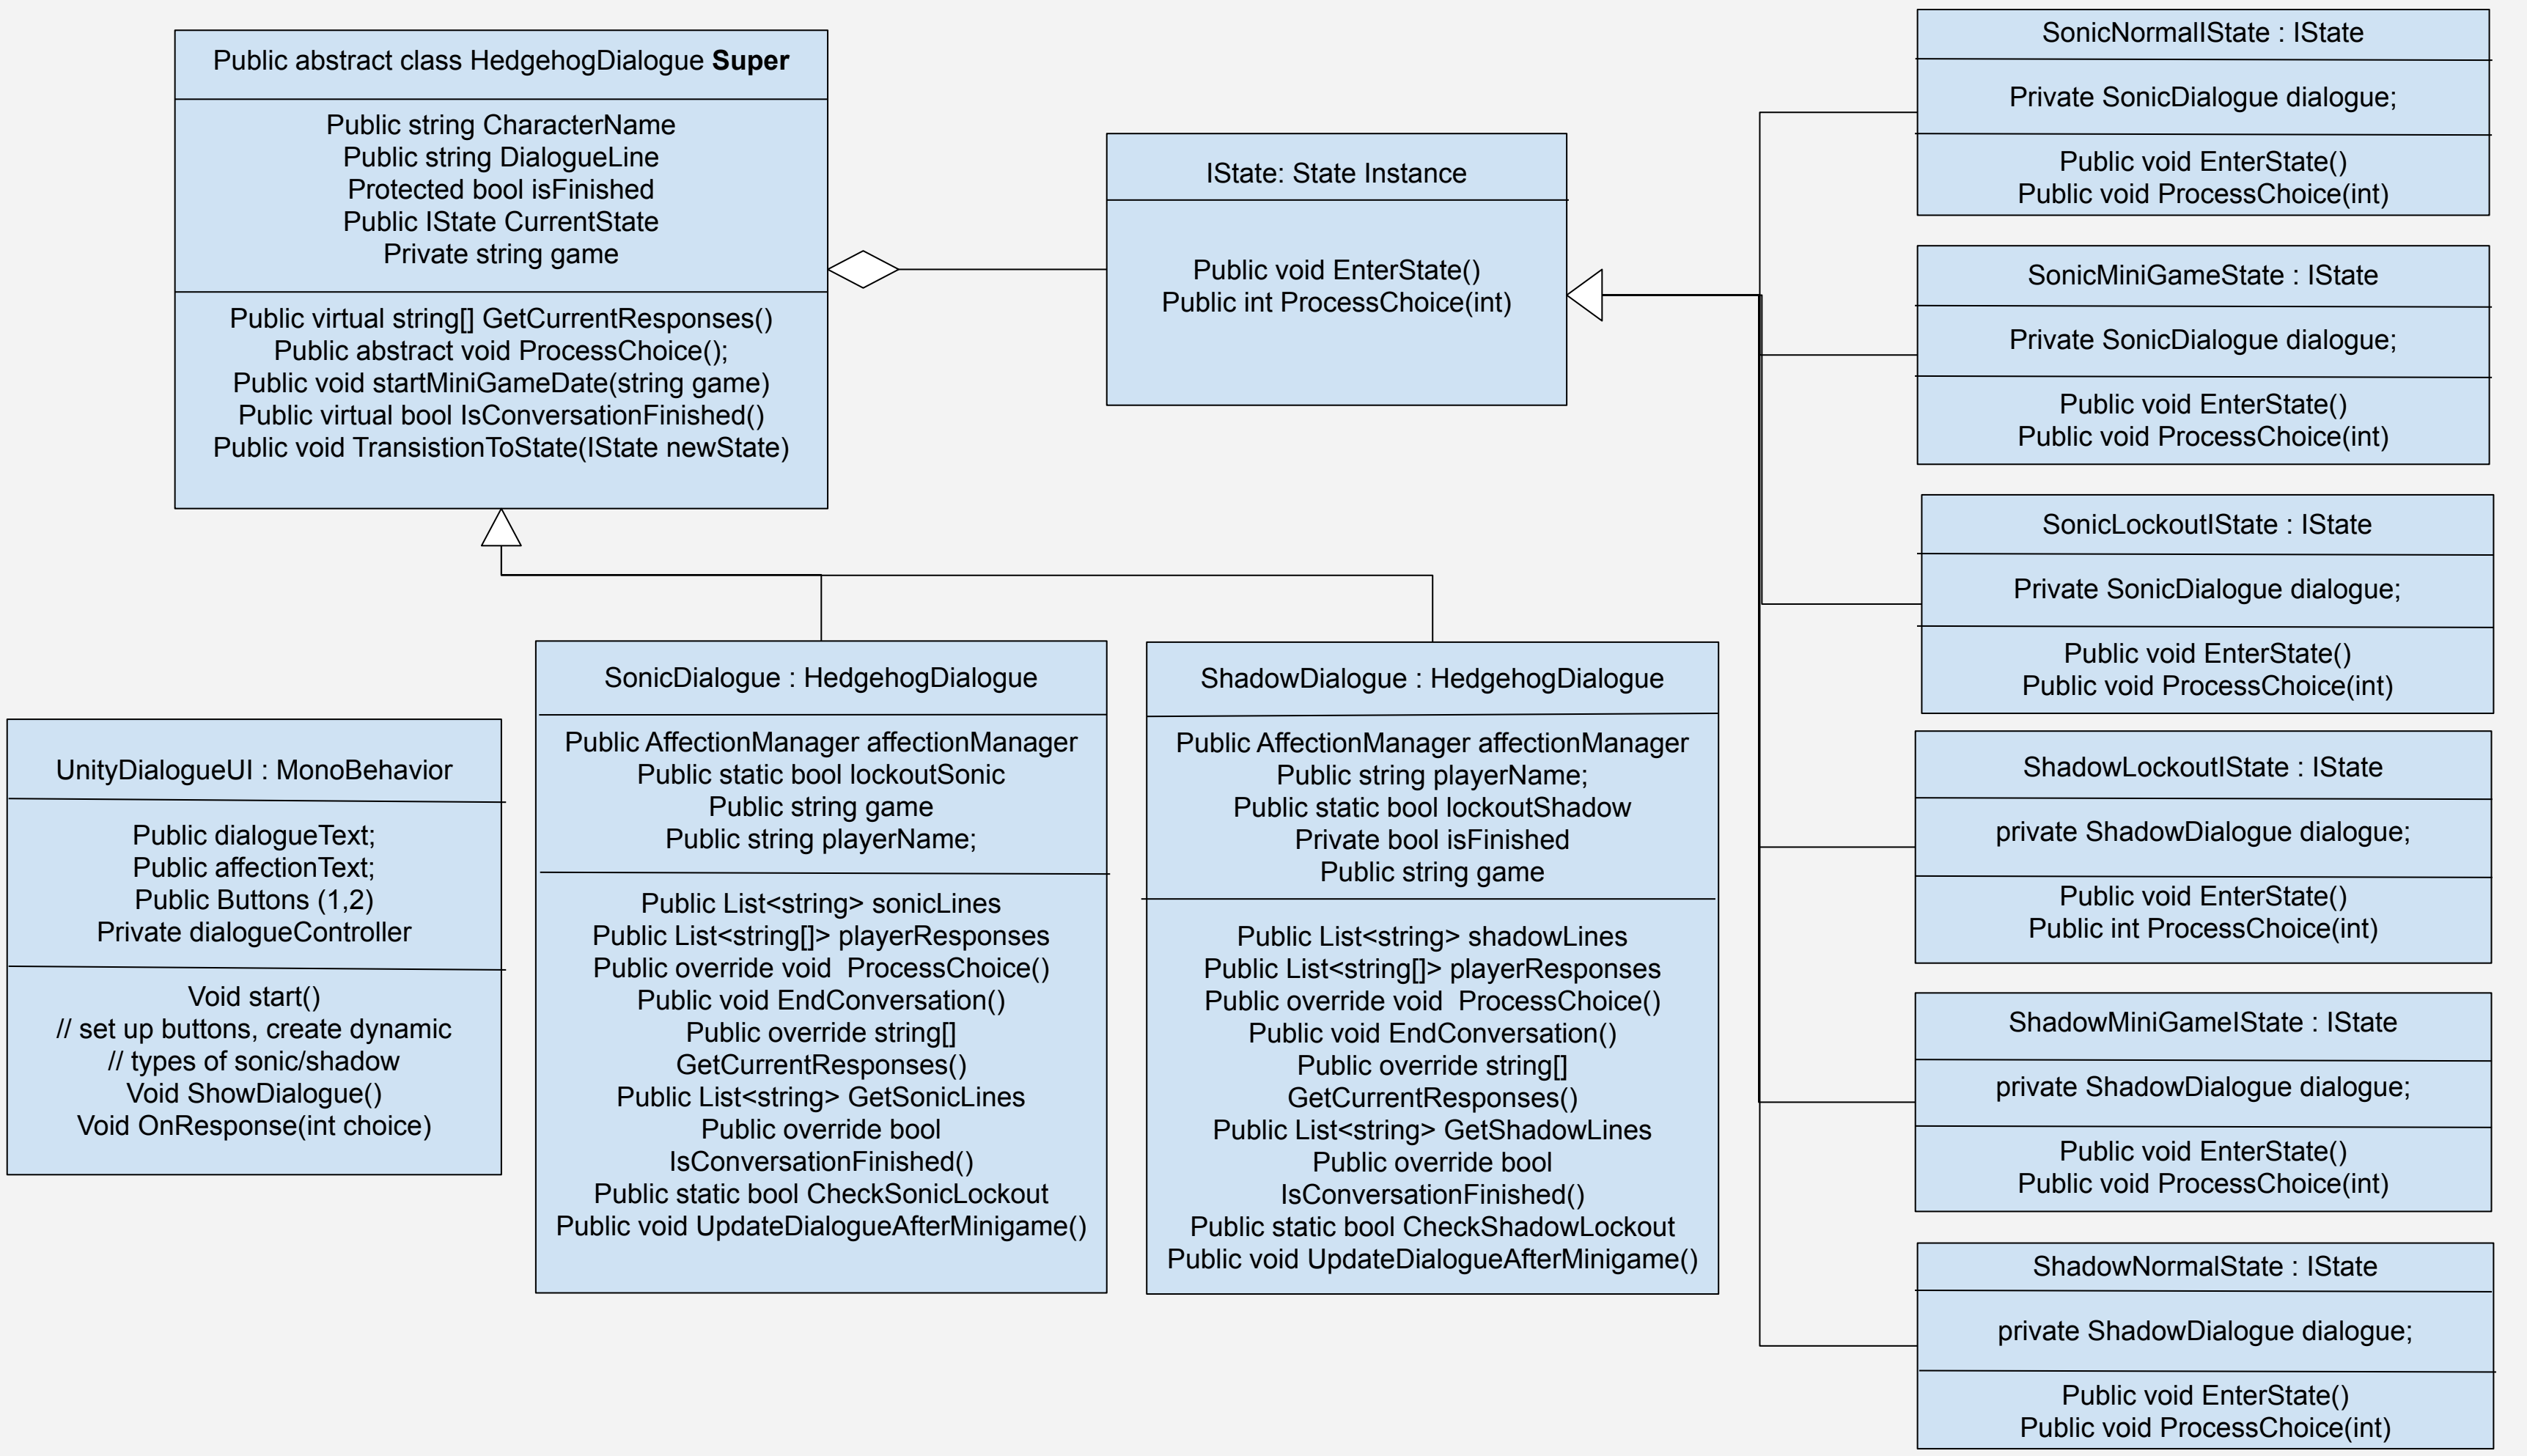 Public abstract class HedgehogDialogue Super
Public string CharacterName
Public string DialogueLine
Protected bool isFinished
Public IState CurrentState
Private string game
Public virtual string[] GetCurrentResponses()
Public abstract void ProcessChoice();
Public void startMiniGameDate(string game)
Public virtual bool IsConversationFinished()
Public void TransistionToState(IState newState)
IState: State Instance
Public void EnterState()
Public int ProcessChoice(int)
SonicNormalIState : IState
Private SonicDialogue dialogue;
Public void EnterState()
Public void ProcessChoice(int)
SonicMiniGameState : IState
Private SonicDialogue dialogue;
Public void EnterState()
Public void ProcessChoice(int)
SonicLockoutIState : IState
Private SonicDialogue dialogue;
Public void EnterState()
Public void ProcessChoice(int)
ShadowLockoutIState : IState
private ShadowDialogue dialogue;
Public void EnterState()
Public int ProcessChoice(int)
ShadowMiniGameIState : IState
private ShadowDialogue dialogue;
Public void EnterState()
Public void ProcessChoice(int)
ShadowNormalState : IState
private ShadowDialogue dialogue;
Public void EnterState()
Public void ProcessChoice(int)
UnityDialogueUI : MonoBehavior
Public dialogueText;
Public affectionText;
Public Buttons (1,2)
Private dialogueController
Void start()
// set up buttons, create dynamic
// types of sonic/shadow
Void ShowDialogue()
Void OnResponse(int choice)
SonicDialogue : HedgehogDialogue
Public AffectionManager affectionManager
Public static bool lockoutSonic
Public string game
Public string playerName;
Public List<string> sonicLines
Public List<string[]> playerResponses
Public override void  ProcessChoice()
Public void EndConversation()
Public override string[]
GetCurrentResponses()
Public List<string> GetSonicLines
Public override bool
IsConversationFinished()
Public static bool CheckSonicLockout
Public void UpdateDialogueAfterMinigame()
ShadowDialogue : HedgehogDialogue
Public AffectionManager affectionManager
Public string playerName;
Public static bool lockoutShadow
Private bool isFinished
Public string game
Public List<string> shadowLines
Public List<string[]> playerResponses
Public override void  ProcessChoice()
Public void EndConversation()
Public override string[]
GetCurrentResponses()
Public List<string> GetShadowLines
Public override bool
IsConversationFinished()
Public static bool CheckShadowLockout
Public void UpdateDialogueAfterMinigame()